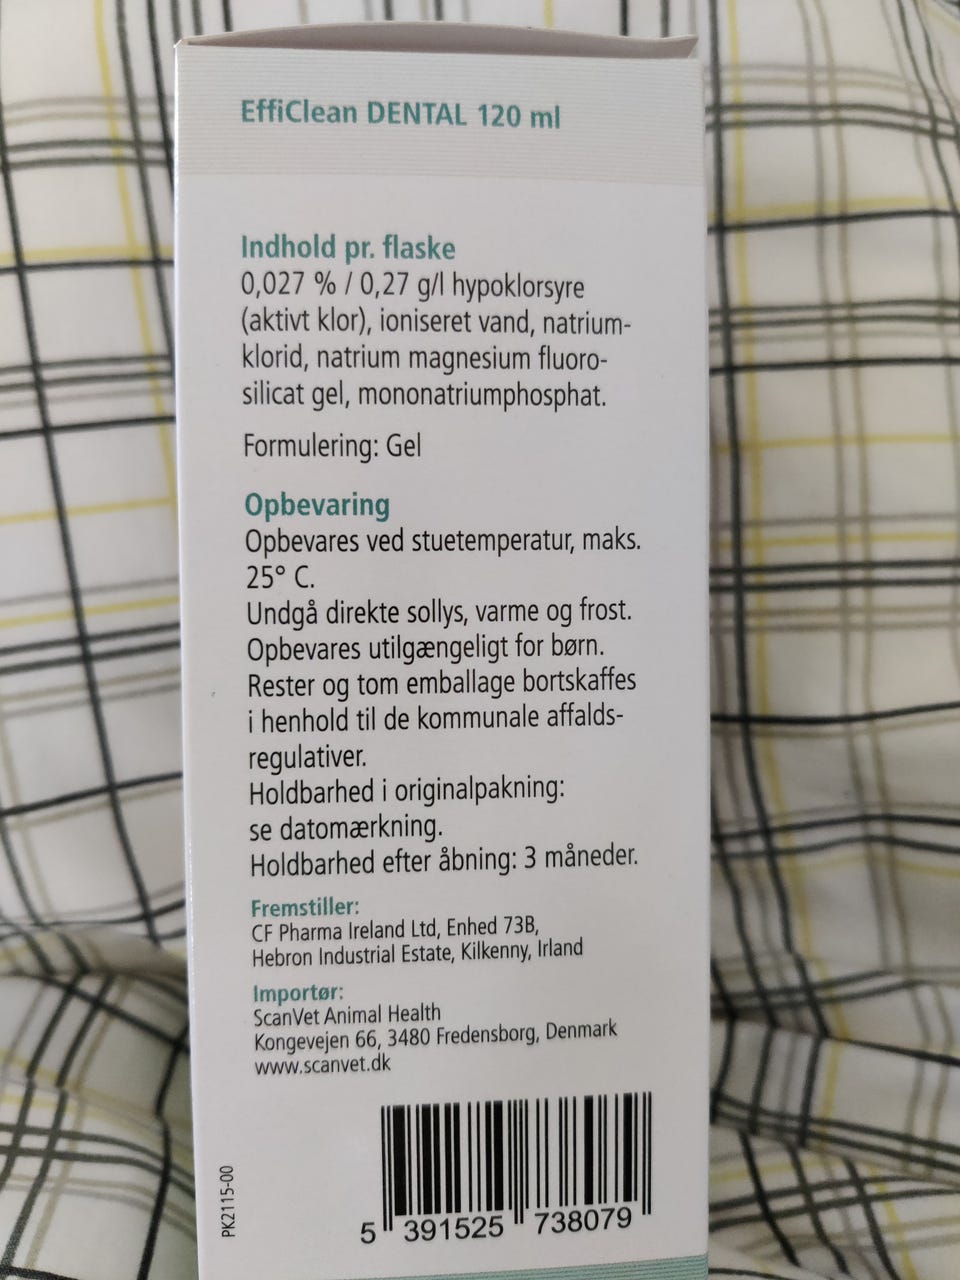 EffiClean DENTAL 120 ml
Indhold pr. flaske
0,027 % / 0,27 g/l hypoklorsyre
(aktivt klor), ioniseret vand, natrium-
klorid, natrium magnesium fluoro-
silicat gel, mononatriumphosphat.
Formulering: Gel
Opbevaring
Opbevares ved stuetemperatur, maks.
25° C.
Undgå direkte sollys, varme og frost.
Opbevares utilgængeligt for børn.
Rester og tom emballage bortskaffes
i henhold til de kommunale affalds-
regulativer.
Holdbarhed i originalpakning:
se datomærkning.
Holdbarhed efter åbning: 3 måneder.
Fremstiller:
CF Pharma Ireland Ltd, Enhed 73B,
Hebron Industrial Estate, Kilkenny, Irland
Importør:
ScanVet Animal Health
Kongevejen 66, 3480 Fredensborg, Denmark
www.scanvet.dk
PK2115-00
5 391525 738079